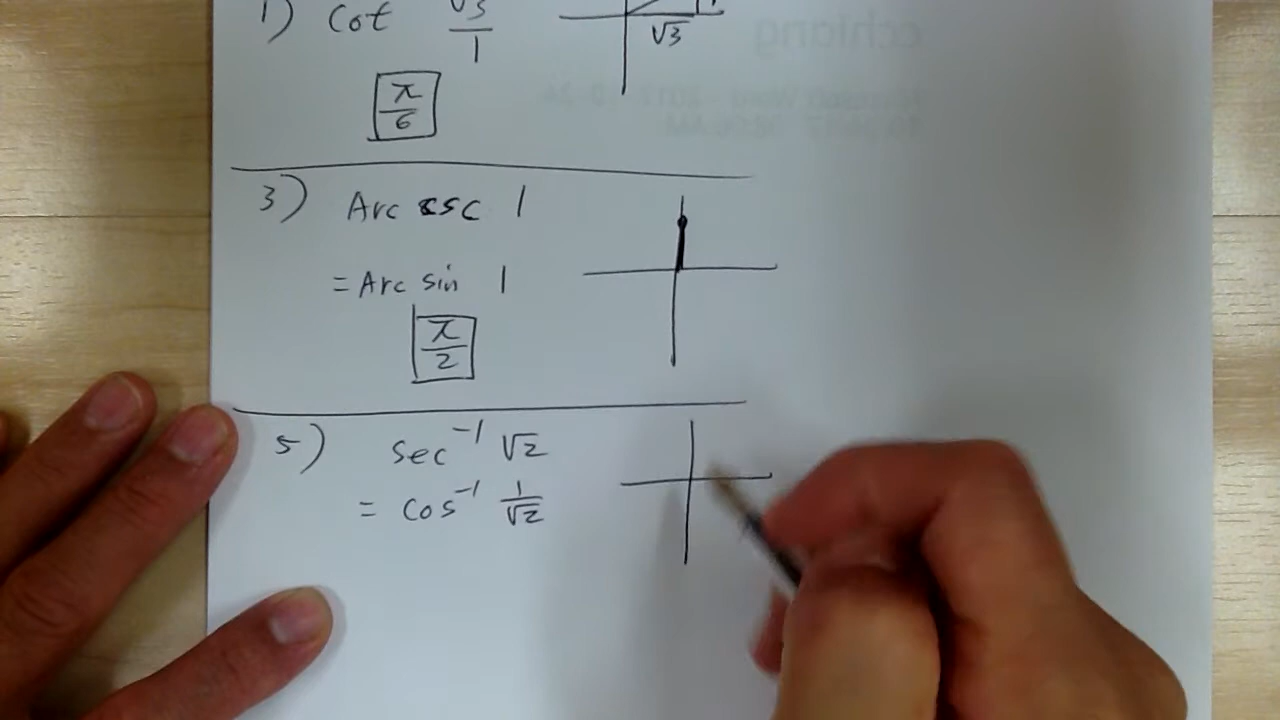 1) Cot √3/1
√3
π/6
3) Arc csc 1
= Arc sin 1
π/2
5) sec⁻¹ √2
= cos⁻¹ 1/√2